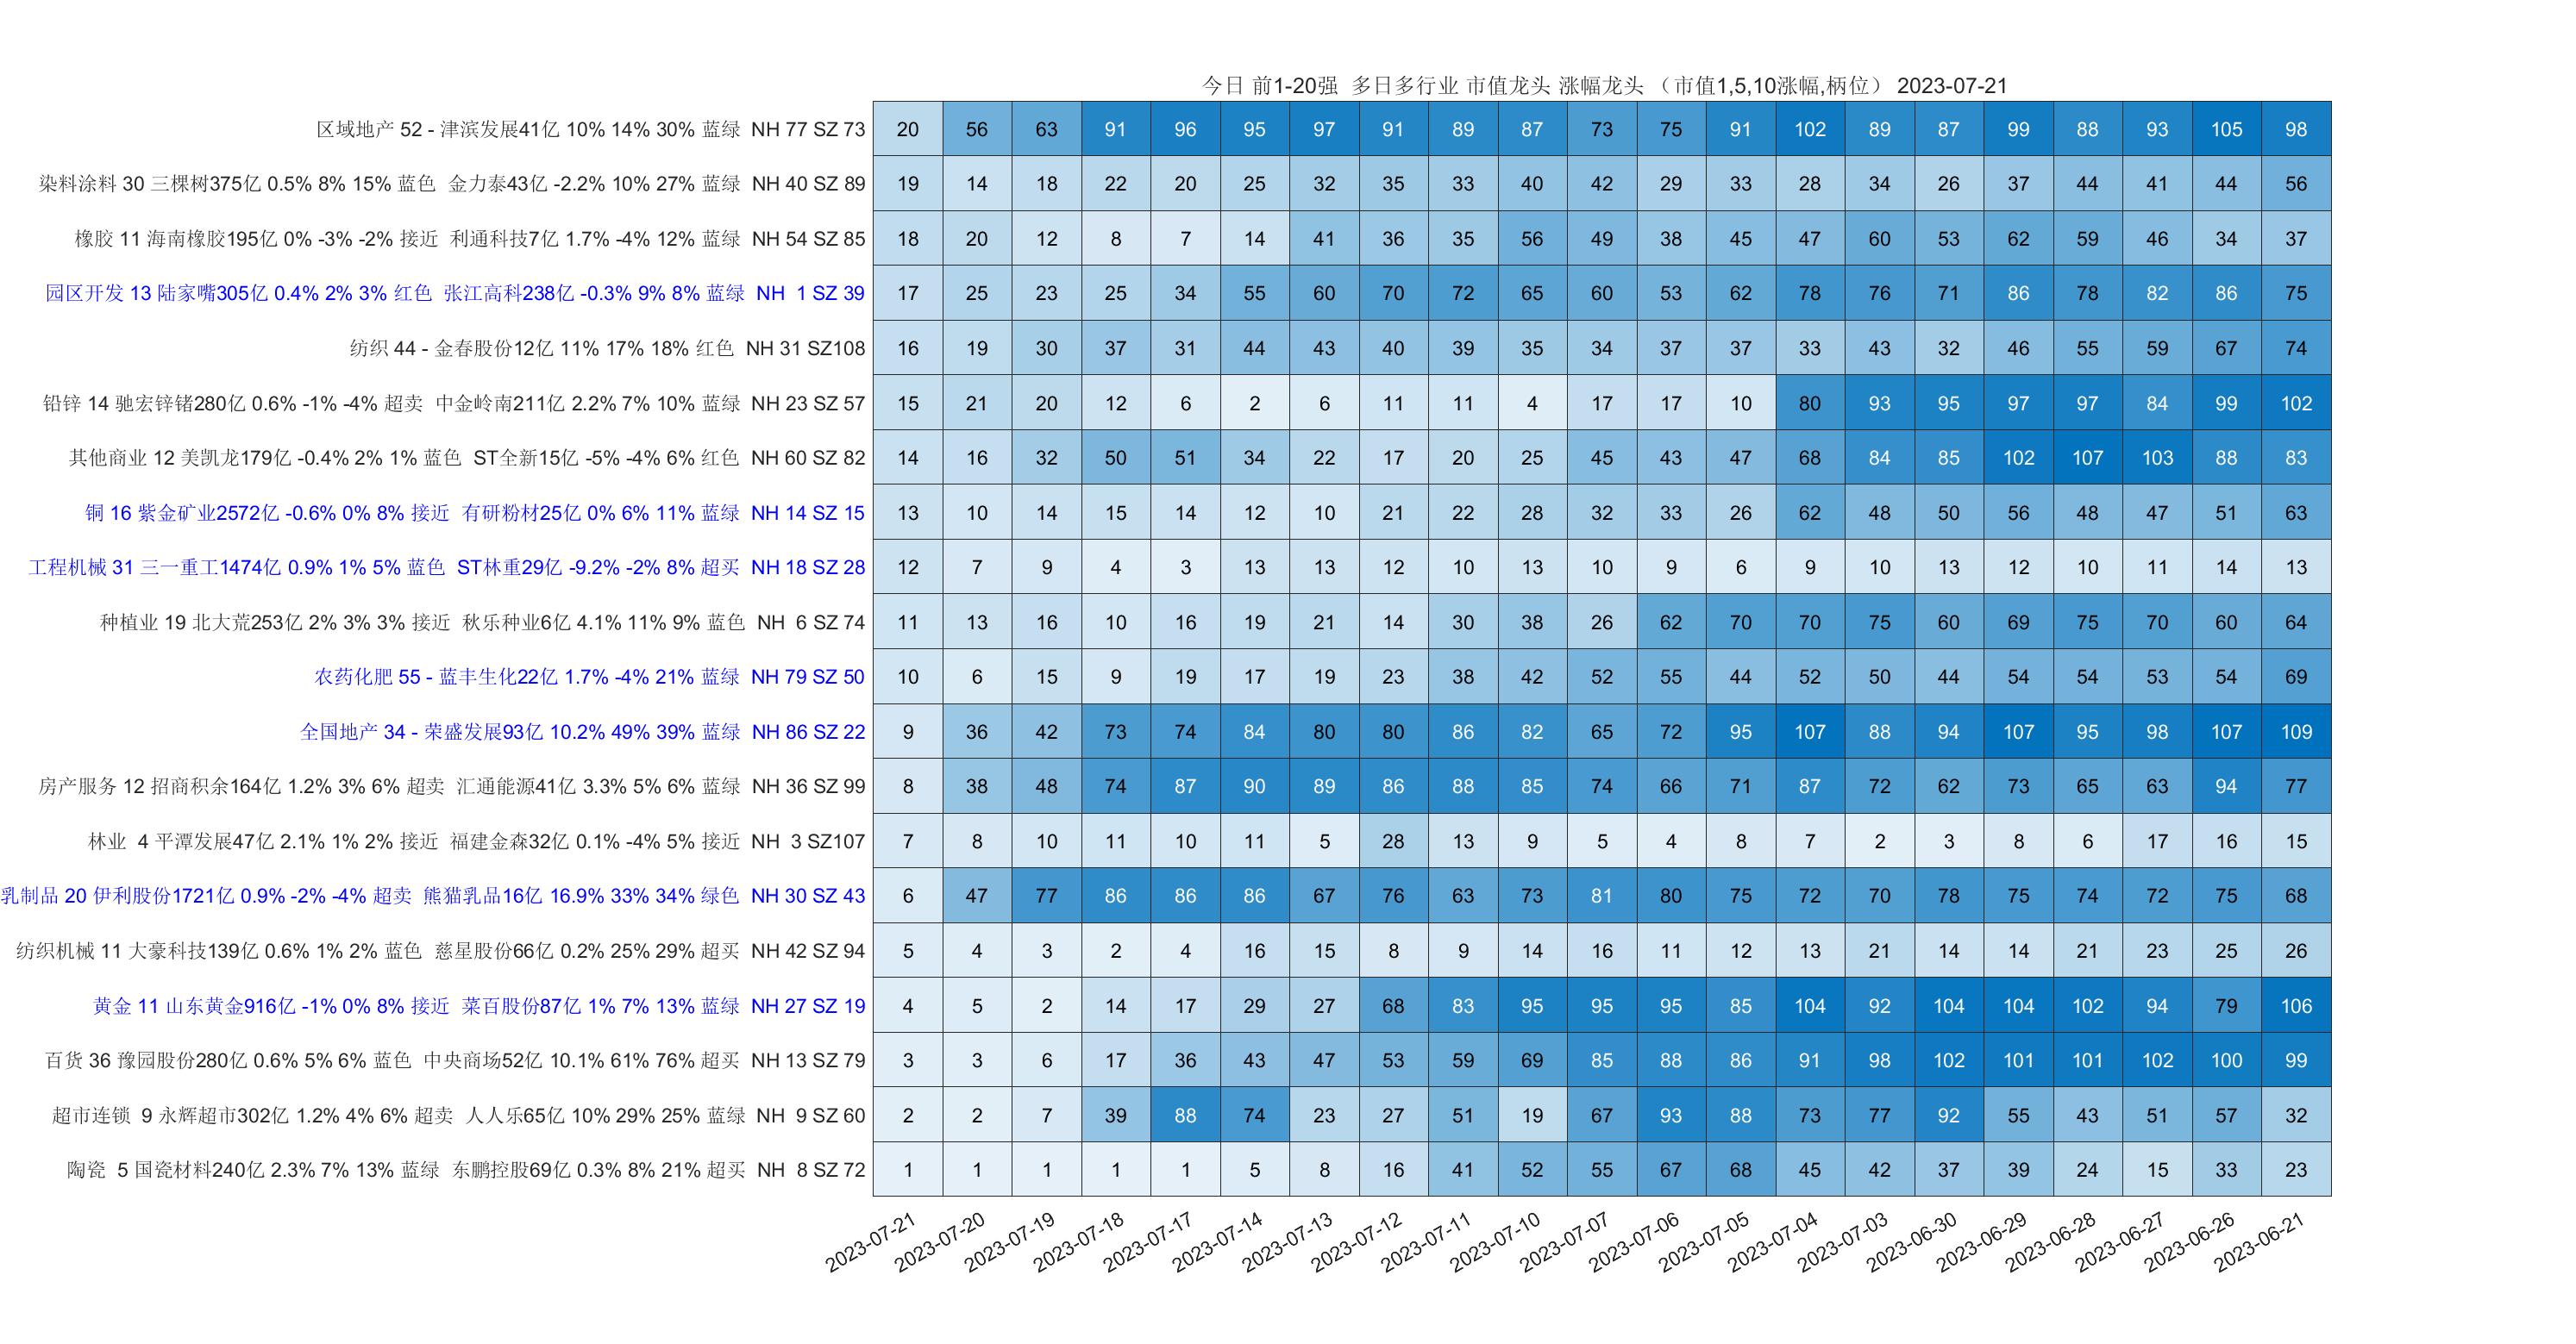 今日 前1-20强 多日多行业 市值龙头 涨幅龙头 （市值1,5,10涨幅,柄位） 2023-07-21
区域地产 52 - 津滨发展41亿 10% 14% 30% 蓝绿 NH 77 SZ 73 20 56 63 91 96 95 97 91 89 87 73 75 91 102 89 87 99 88 93 105 98
染料涂料 30 三棵树375亿 0.5% 8% 15% 蓝色 金力泰43亿 -2.2% 10% 27% 蓝绿 NH 40 SZ 89 19 14 18 22 20 25 32 35 33 40 42 29 33 28 34 26 37 44 41 44 56
橡胶 11 海南橡胶195亿 0% -3% -2% 接近 利通科技7亿 1.7% -4% 12% 蓝绿 NH 54 SZ 85 18 20 12 8 7 14 41 36 35 56 49 38 45 47 60 53 62 59 46 34 37
园区开发 13 陆家嘴305亿 0.4% 2% 3% 红色 张江高科238亿 -0.3% 9% 8% 蓝绿 NH 1 SZ 39 17 25 23 25 34 55 60 70 72 65 60 53 62 78 76 71 86 78 82 86 75
纺织 44 - 金春股份12亿 11% 17% 18% 红色 NH 31 SZ108 16 19 30 37 31 44 43 40 39 35 34 37 37 33 43 32 46 55 59 67 74
铅锌 14 驰宏锌锗280亿 0.6% -1% -4% 超卖 中金岭南211亿 2.2% 7% 10% 蓝绿 NH 23 SZ 57 15 21 20 12 6 2 6 11 11 4 17 17 10 80 93 95 97 97 84 99 102
其他商业 12 美凯龙179亿 -0.4% 2% 1% 蓝色 ST全新15亿 -5% -4% 6% 红色 NH 60 SZ 82 14 16 32 50 51 34 22 17 20 25 45 43 47 68 84 85 102 107 103 88 83
铜 16 紫金矿业2572亿 -0.6% 0% 8% 接近 有研粉材25亿 0% 6% 11% 蓝绿 NH 14 SZ 15 13 10 14 15 14 12 10 21 22 28 32 33 26 62 48 50 56 48 47 51 63
工程机械 31 三一重工1474亿 0.9% 1% 5% 蓝色 ST林重29亿 -9.2% -2% 8% 超买 NH 18 SZ 28 12 7 9 4 3 13 13 12 10 13 10 9 6 9 10 13 12 10 11 14 13
种植业 19 北大荒253亿 2% 3% 3% 接近 秋乐种业6亿 4.1% 11% 9% 蓝色 NH 6 SZ 74 11 13 16 10 16 19 21 14 30 38 26 62 70 70 75 60 69 75 70 60 64
农药化肥 55 - 蓝丰生化22亿 1.7% -4% 21% 蓝绿 NH 79 SZ 50 10 6 15 9 19 17 19 23 38 42 52 55 44 52 50 44 54 54 53 54 69
全国地产 34 - 荣盛发展93亿 10.2% 49% 39% 蓝绿 NH 86 SZ 22 9 36 42 73 74 84 80 80 86 82 65 72 95 107 88 94 107 95 98 107 109
房产服务 12 招商积余164亿 1.2% 3% 6% 超卖 汇通能源41亿 3.3% 5% 6% 蓝绿 NH 36 SZ 99 8 38 48 74 87 90 89 86 88 85 74 66 71 87 72 62 73 65 63 94 77
林业 4 平潭发展47亿 2.1% 1% 2% 接近 福建金森32亿 0.1% -4% 5% 接近 NH 3 SZ107 7 8 10 11 10 11 5 28 13 9 5 4 8 7 2 3 8 6 17 16 15
乳制品 20 伊利股份1721亿 0.9% -2% -4% 超卖 熊猫乳品16亿 16.9% 33% 34% 绿色 NH 30 SZ 43 6 47 77 86 86 86 67 76 63 73 81 80 75 72 70 78 75 74 72 75 68
纺织机械 11 大豪科技139亿 0.6% 1% 2% 蓝色 慈星股份66亿 0.2% 25% 29% 超买 NH 42 SZ 94 5 4 3 2 4 16 15 8 9 14 16 11 12 13 21 14 14 21 23 25 26
黄金 11 山东黄金916亿 -1% 0% 8% 接近 菜百股份87亿 1% 7% 13% 蓝绿 NH 27 SZ 19 4 5 2 14 17 29 27 68 83 95 95 95 85 104 92 104 104 102 94 79 106
百货 36 豫园股份280亿 0.6% 5% 6% 蓝色 中央商场52亿 10.1% 61% 76% 超买 NH 13 SZ 79 3 3 6 17 36 43 47 53 59 69 85 88 86 91 98 102 101 101 102 100 99
超市连锁 9 永辉超市302亿 1.2% 4% 6% 超卖 人人乐65亿 10% 29% 25% 蓝绿 NH 9 SZ 60 2 2 7 39 88 74 23 27 51 19 67 93 88 73 77 92 55 43 51 57 32
陶瓷 5 国瓷材料240亿 2.3% 7% 13% 蓝绿 东鹏控股69亿 0.3% 8% 21% 超买 NH 8 SZ 72 1 1 1 1 1 5 8 16 41 52 55 67 68 45 42 37 39 24 15 33 23
2023-07-21 2023-07-20 2023-07-19 2023-07-18 2023-07-17 2023-07-14 2023-07-13 2023-07-12 2023-07-11 2023-07-10 2023-07-07 2023-07-06 2023-07-05 2023-07-04 2023-07-03 2023-06-30 2023-06-29 2023-06-28 2023-06-27 2023-06-26 2023-06-21